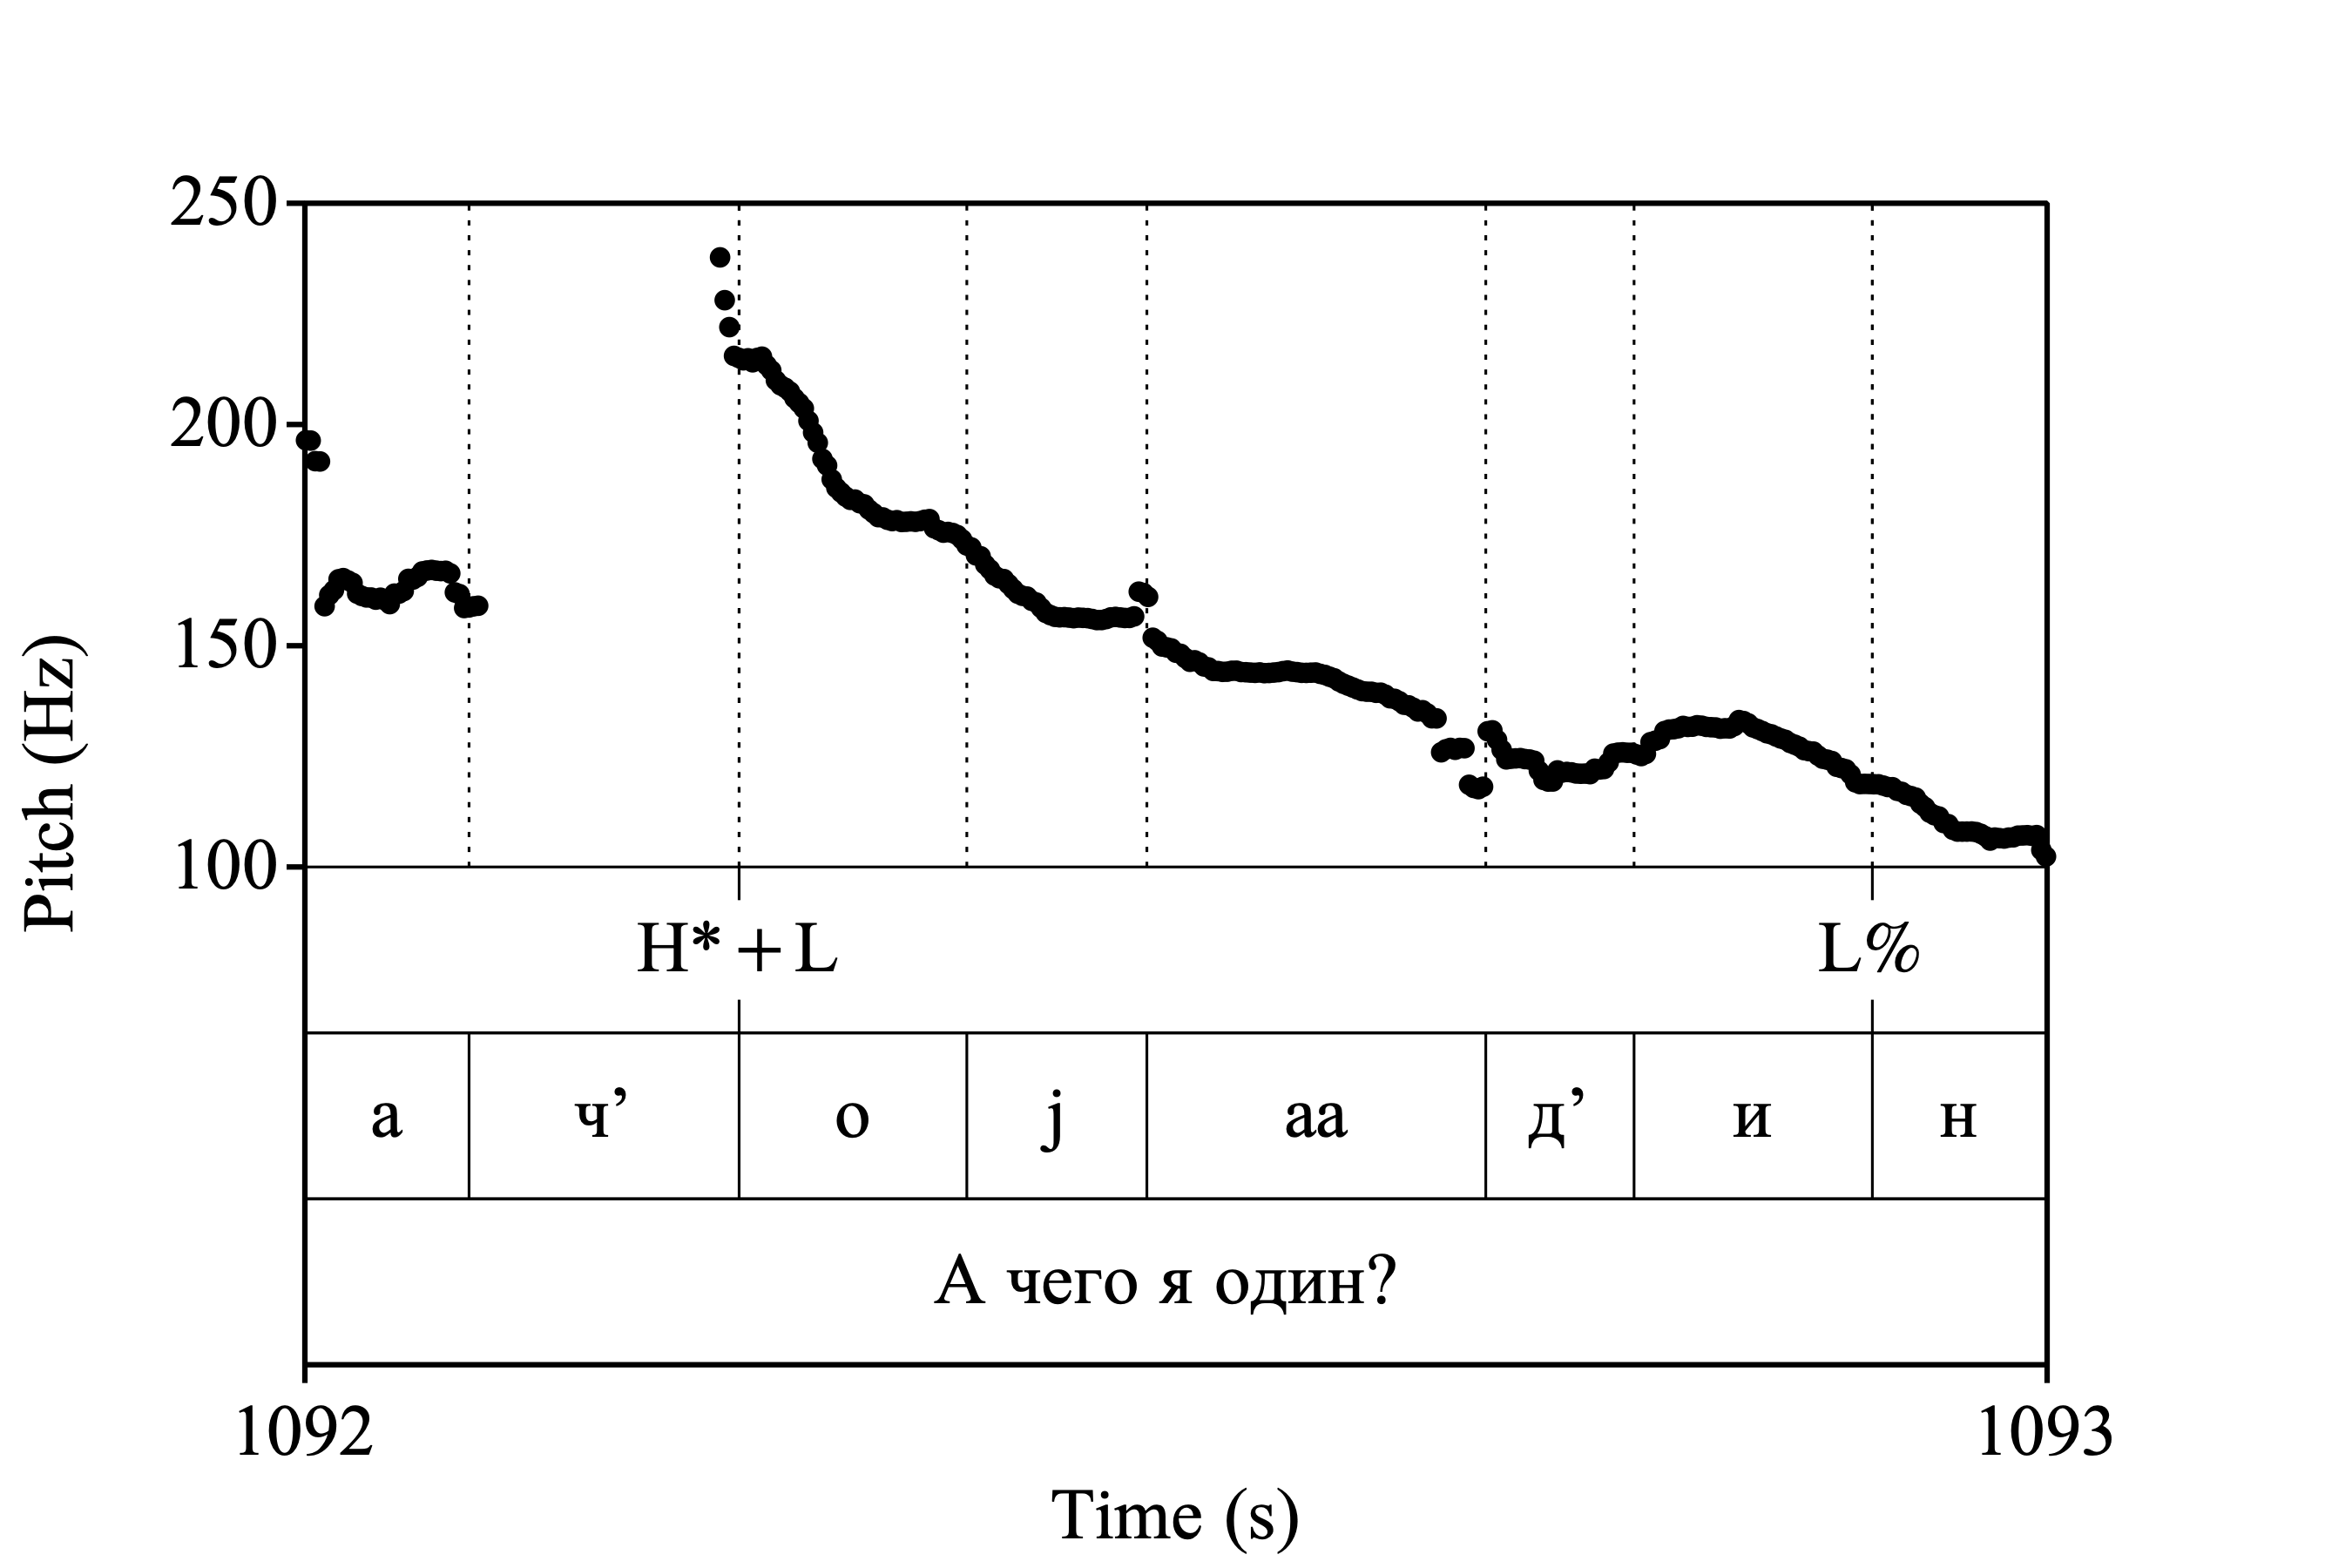 250
200
150
100
Pitch (Hz)
H*+L L%
а ч’ о j аа д’ и н
А чего я один?
1092 1093
Time (s)